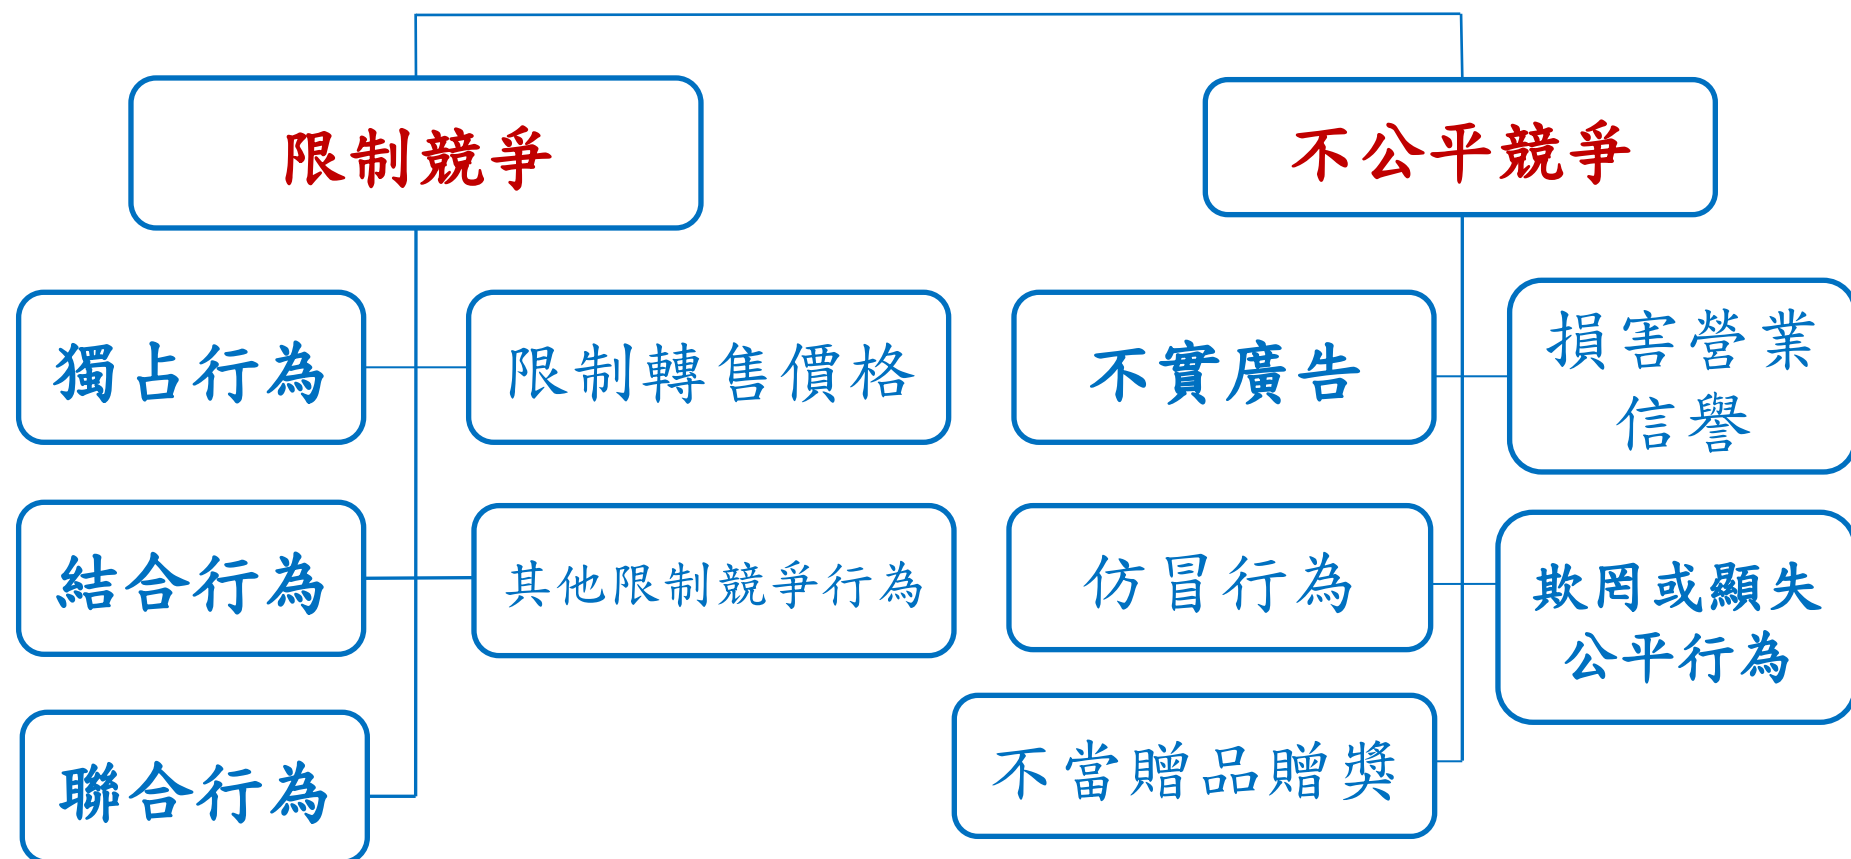 限制競爭
不公平競爭
獨占行為
限制轉售價格
不實廣告
損害營業
信譽
結合行為
其他限制競爭行為
仿冒行為
欺罔或顯失
公平行為
聯合行為
不當贈品贈獎